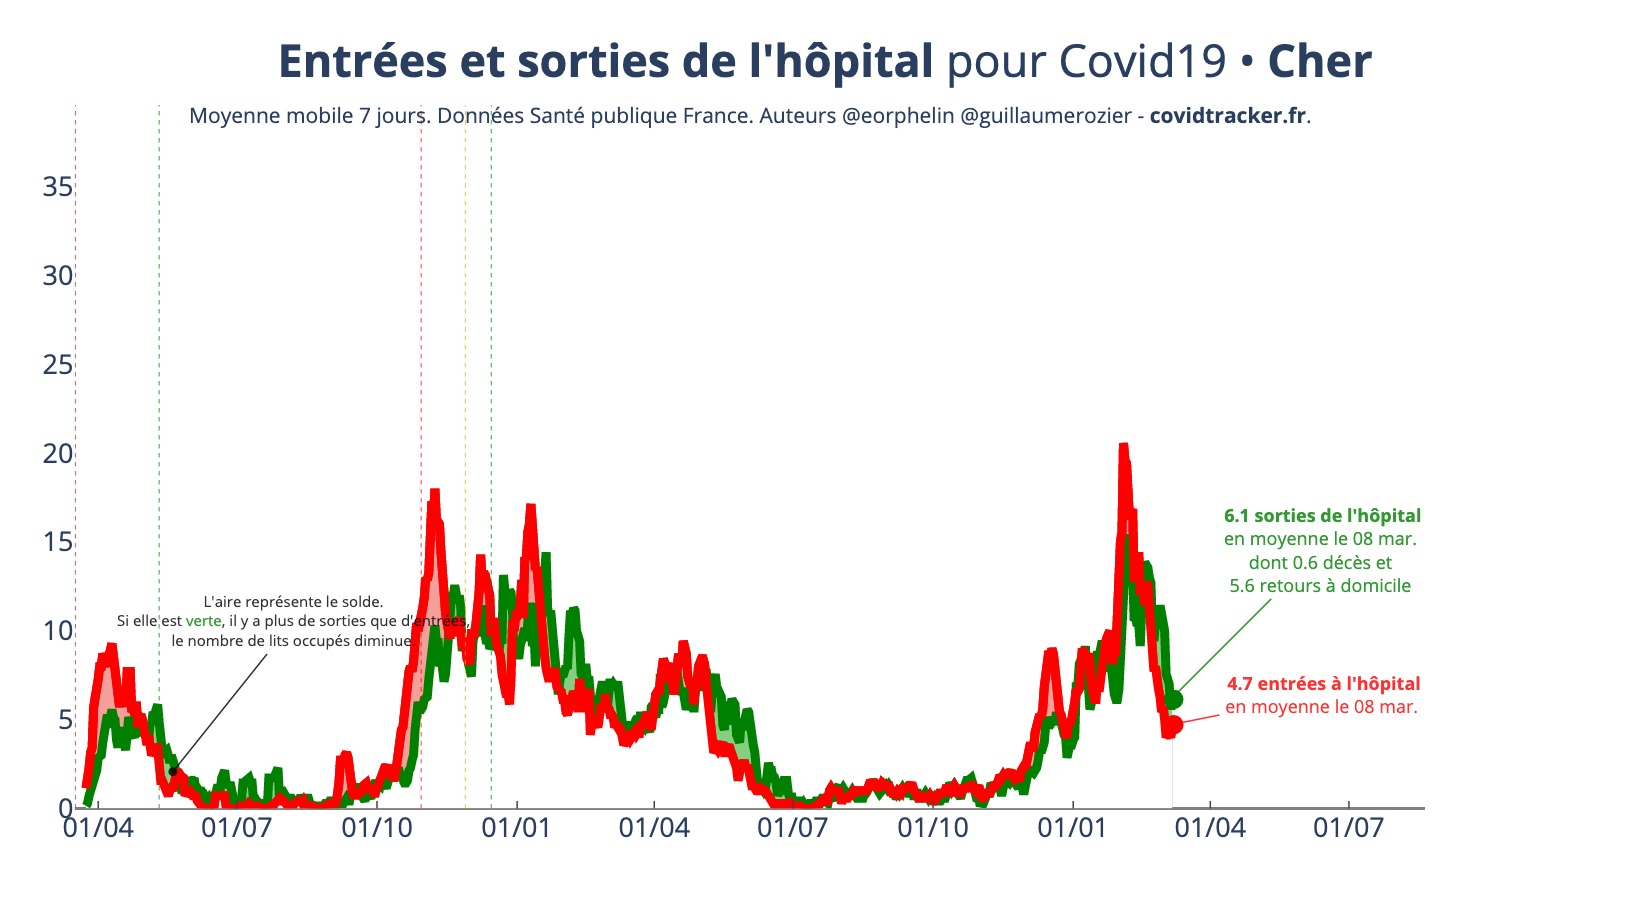 Entrées et sorties de l'hôpital pour Covid19 • Cher
Moyenne mobile 7 jours. Données Santé publique France. Auteurs @eorphelin @guillaumerozier - covidtracker.fr.
35
30
25
20
15
10
5
0
L'aire représente le solde.
Si elle est verte, il y a plus de sorties que d'entrées,
le nombre de lits occupés diminue
6.1 sorties de l'hôpital
en moyenne le 08 mar.
dont 0.6 décès et
5.6 retours à domicile
4.7 entrées à l'hôpital
en moyenne le 08 mar.
01/04 01/07 01/10 01/01 01/04 01/07 01/10 01/01 01/04 01/07